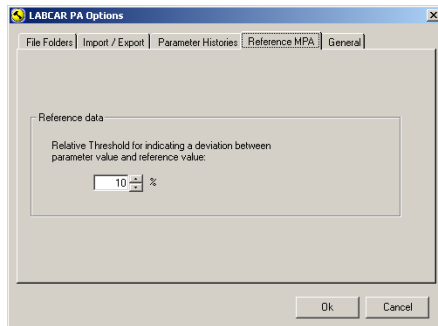 LABCAR PA Options
File Folders Import / Export Parameter Histories Reference MPA General
Reference data
Relative Threshold for indicating a deviation between
parameter value and reference value:
10 %
Ok Cancel